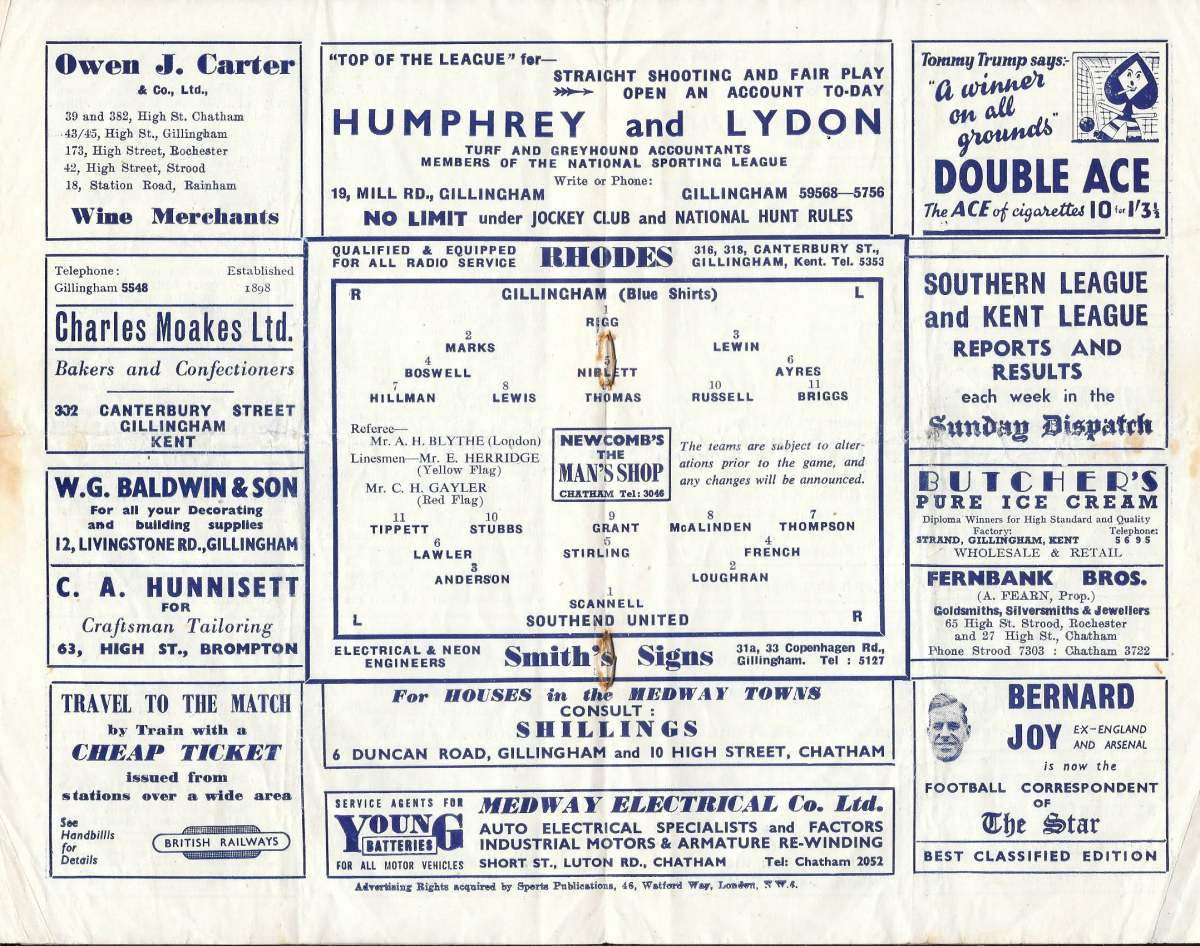 Owen J. Carter
& Co., Ltd.,
39 and 382, High St. Chatham
43/45, High St., Gillingham
173, High Street, Rochester
42, High Street, Strood
18, Station Road, Rainham
Wine Merchants
"TOP OF THE LEAGUE" for—
STRAIGHT SHOOTING AND FAIR PLAY
OPEN AN ACCOUNT TO-DAY
HUMPHREY and LYDON
TURF AND GREYHOUND ACCOUNTANTS
MEMBERS OF THE NATIONAL SPORTING LEAGUE
Write or Phone:
19, MILL RD., GILLINGHAM GILLINGHAM 59568—5756
NO LIMIT under JOCKEY CLUB and NATIONAL HUNT RULES
Tommy Trump says:-
"A winner
on all
grounds"
DOUBLE ACE
The ACE of cigarettes 10 for 1'3½
Telephone: Established
Gillingham 5548 1898
Charles Moakes Ltd.
Bakers and Confectioners
302 CANTERBURY STREET
GILLINGHAM
KENT
W.G. BALDWIN & SON
For all your Decorating
and building supplies
12, LIVINGSTONE RD., GILLINGHAM
C. A. HUNNISETT
FOR
Craftsman Tailoring
63, HIGH ST., BROMPTON
TRAVEL TO THE MATCH
by Train with a
CHEAP TICKET
issued from
stations over a wide area
See
Handbillls
for
Details
BRITISH RAILWAYS
QUALIFIED & EQUIPPED
FOR ALL RADIO SERVICE
RHODES
316, 318, CANTERBURY ST.,
GILLINGHAM, Kent. Tel. 5353
R GILLINGHAM (Blue Shirts) L
1
RIGG
2 3
MARKS LEWIN
4 5 6
BOSWELL NIBLETT AYRES
7 8 10 11
HILLMAN LEWIS THOMAS RUSSELL BRIGGS
Referee—
Mr. A. H. BLYTHE (London)
Linesmen—Mr. E. HERRIDGE
(Yellow Flag)
Mr. C. H. GAYLER
(Red Flag)
NEWCOMB'S
THE
MAN'S SHOP
CHATHAM Tel: 3046
The teams are subject to alter-
ations prior to the game, and
any changes will be announced.
11 10 9 8 7
TIPPETT STUBBS GRANT McALINDEN THOMPSON
6 5 4
LAWLER STIRLING FRENCH
3 2
ANDERSON LOUGHRAN
1
SCANNELL
L SOUTHEND UNITED R
ELECTRICAL & NEON
ENGINEERS
Smith's Signs
31a, 33 Copenhagen Rd.,
Gillingham. Tel : 5127
For HOUSES in the MEDWAY TOWNS
CONSULT :
SHILLINGS
6 DUNCAN ROAD, GILLINGHAM and 10 HIGH STREET, CHATHAM
SERVICE AGENTS FOR
YOUNG
BATTERIES
FOR ALL MOTOR VEHICLES
MEDWAY ELECTRICAL Co. Ltd.
AUTO ELECTRICAL SPECIALISTS and FACTORS
INDUSTRIAL MOTORS & ARMATURE RE-WINDING
SHORT ST., LUTON RD., CHATHAM Tel: Chatham 2052
SOUTHERN LEAGUE
and KENT LEAGUE
REPORTS AND
RESULTS
each week in the
Sunday Dispatch
BUTCHER'S
PURE ICE CREAM
Diploma Winners for High Standard and Quality
Factory: Telephone:
STRAND, GILLINGHAM, KENT 5695
WHOLESALE & RETAIL
FERNBANK BROS.
(A. FEARN, Prop.)
Goldsmiths, Silversmiths & Jewellers
65 High St. Strood, Rochester
and 27 High St., Chatham
Phone Strood 7303 : Chatham 3722
BERNARD
JOY EX-ENGLAND
AND ARSENAL
is now the
FOOTBALL CORRESPONDENT
OF
The Star
BEST CLASSIFIED EDITION
Advertising Rights acquired by Sports Publications, 46, Watford Way, London, N W.4.